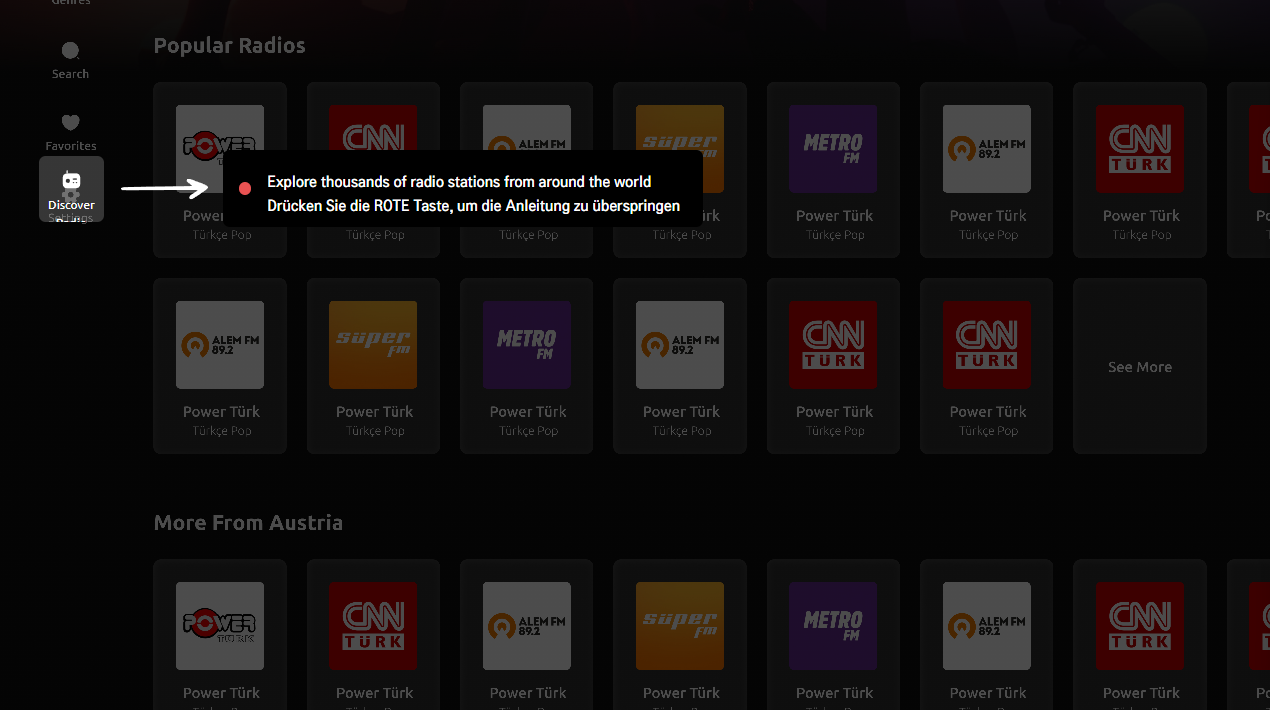 Genres
Search
Favorites
Discover
Settings
Explore thousands of radio stations from around the world
Drücken Sie die ROTE Taste, um die Anleitung zu überspringen
Popular Radios
POWER
CNN
ALEM FM
süper fm
METRO FM
ALEM FM 89.2
CNN TÜRK
Power Türk
Power Türk
Power Türk
Türkçe Pop
Türkçe Pop
Türkçe Pop
Türkçe Pop
Türkçe Pop
Türkçe Pop
Türkçe Pop
ALEM FM 89.2
süper fm
METRO FM
ALEM FM 89.2
CNN TÜRK
CNN TÜRK
See More
Power Türk
Power Türk
Power Türk
Power Türk
Power Türk
Power Türk
Türkçe Pop
Türkçe Pop
Türkçe Pop
Türkçe Pop
Türkçe Pop
Türkçe Pop
More From Austria
POWER TÜRK
CNN TÜRK
ALEM FM 89.2
süper fm
METRO FM
ALEM FM 89.2
CNN TÜRK
Power Türk
Power Türk
Power Türk
Power Türk
Power Türk
Power Türk
Power Türk